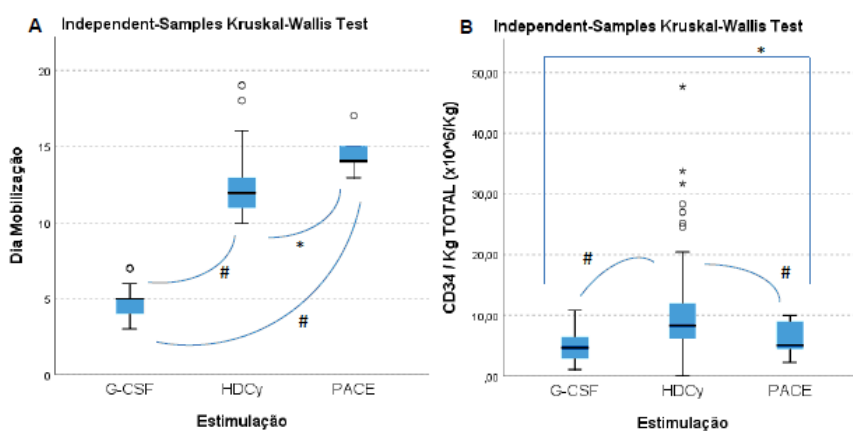 A Independent-Samples Kruskal-Wallis Test
20
15
10
5
0
Dia Mobilização
#
*
#
G-CSF HDCy PACE
Estimulação
B Independent-Samples Kruskal-Wallis Test
60,00
50,00
40,00
30,00
20,00
10,00
,00
CD34 / Kg TOTAL (x10^6/Kg)
*
#
#
G-CSF HDCy PACE
Estimulação